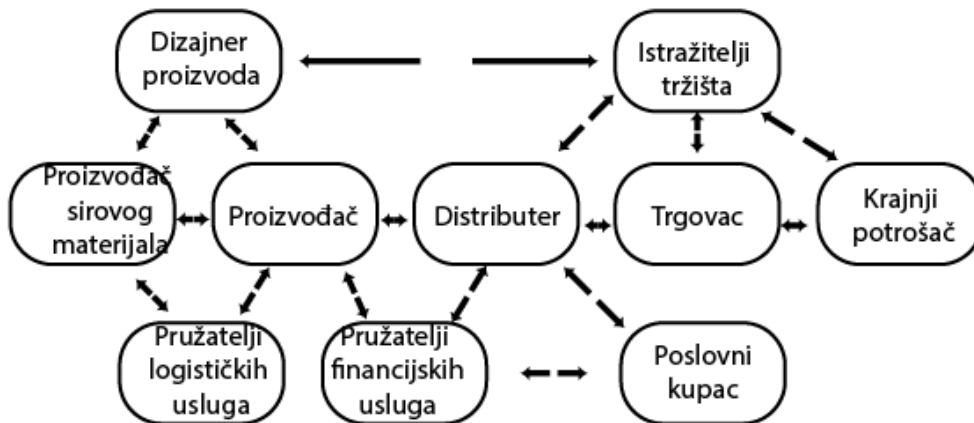 Dizajner
proizvoda
Istražitelji
tržišta
Proizvođač
sirovog
materijala
Proizvođač
Distributer
Trgovac
Krajnji
potrošač
Pružatelji
logističkih
usluga
Pružatelji
financijskih
usluga
Poslovni
kupac